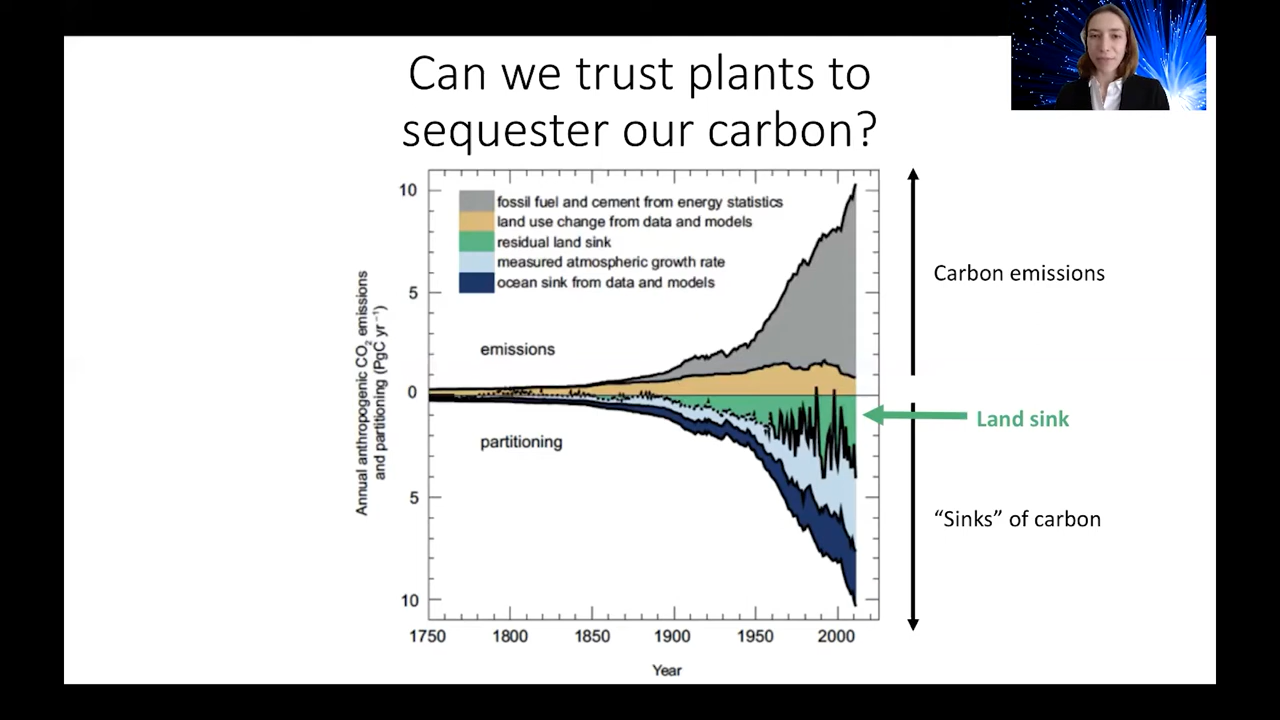 Can we trust plants to
sequester our carbon?
10
fossil fuel and cement from energy statistics
land use change from data and models
residual land sink
measured atmospheric growth rate
ocean sink from data and models
5
emissions
0
partitioning
5
10
Annual anthropogenic CO₂ emissions
and partitioning (PgC yr⁻¹)
1750 1800 1850 1900 1950 2000
Year
Carbon emissions
Land sink
“Sinks” of carbon